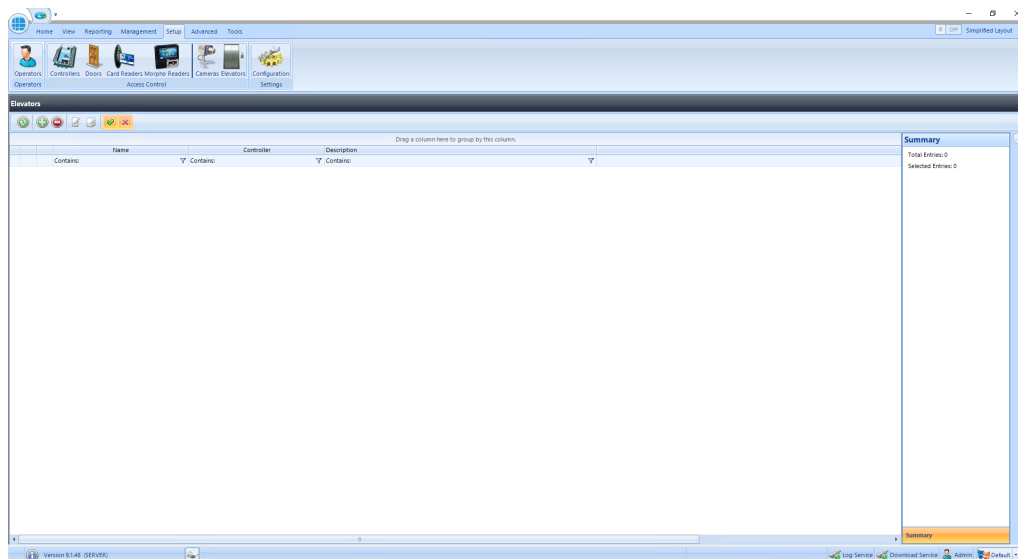 Home View Reporting Management Setup Advanced Tools
OFF Simplified Layout
Operators Controllers Doors Card Readers Morpho Readers Cameras Elevators Configuration
Operators Access Control Settings
Elevators
Drag a column here to group by this column.
Name Controller Description
Contains: Contains: Contains:
Summary
Total Entries: 0
Selected Entries: 0
Summary
Version 9.1.48 (SERVER)
Log Service Download Service Admin Default